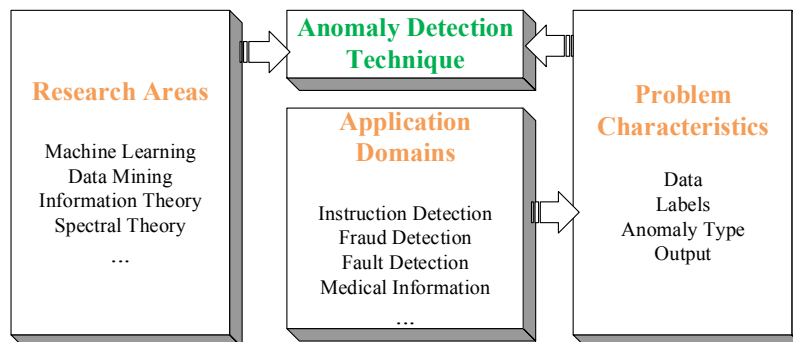 Anomaly Detection
Technique
Research Areas
Machine Learning
Data Mining
Information Theory
Spectral Theory
...
Application
Domains
Instruction Detection
Fraud Detection
Fault Detection
Medical Information
...
Problem
Characteristics
Data
Labels
Anomaly Type
Output